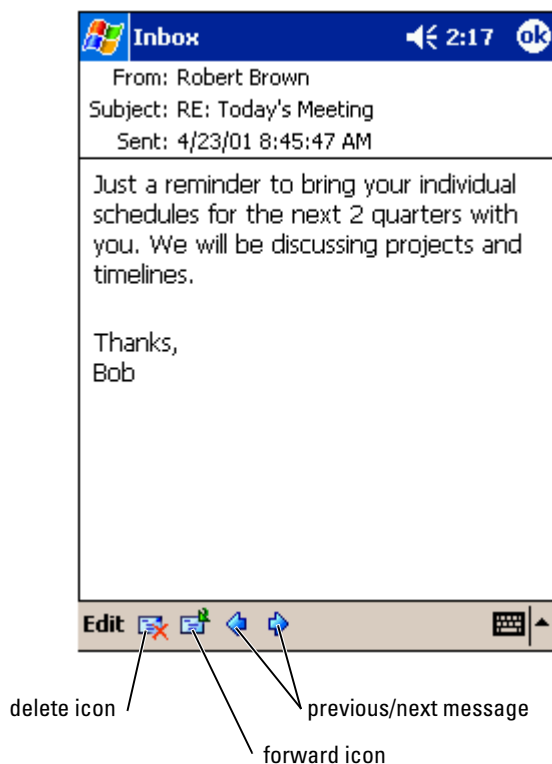 Inbox 2:17 ok
From: Robert Brown
Subject: RE: Today's Meeting
Sent: 4/23/01 8:45:47 AM
Just a reminder to bring your individual
schedules for the next 2 quarters with
you. We will be discussing projects and
timelines.
Thanks,
Bob
Edit
delete icon
previous/next message
forward icon